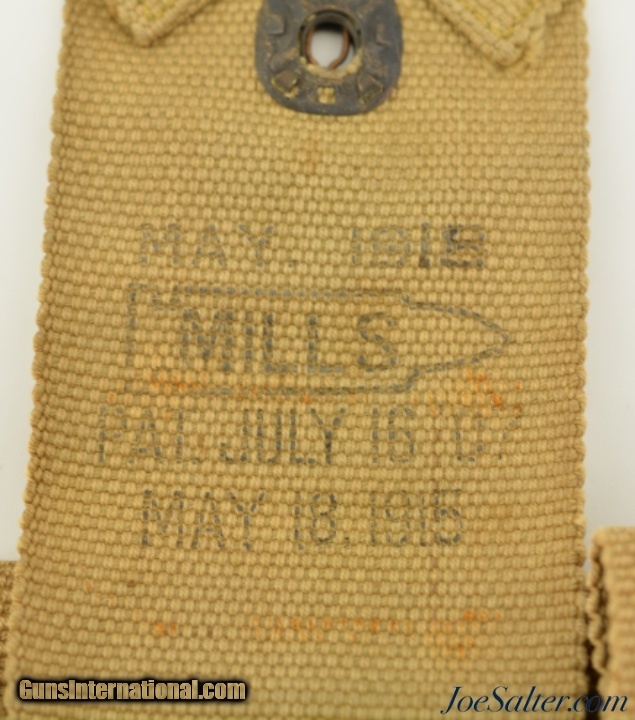 MAY. 1918
MILLS
PAT. JULY 16 '07
MAY 18. 1915
GunsInternational.com
JoeSalter.com